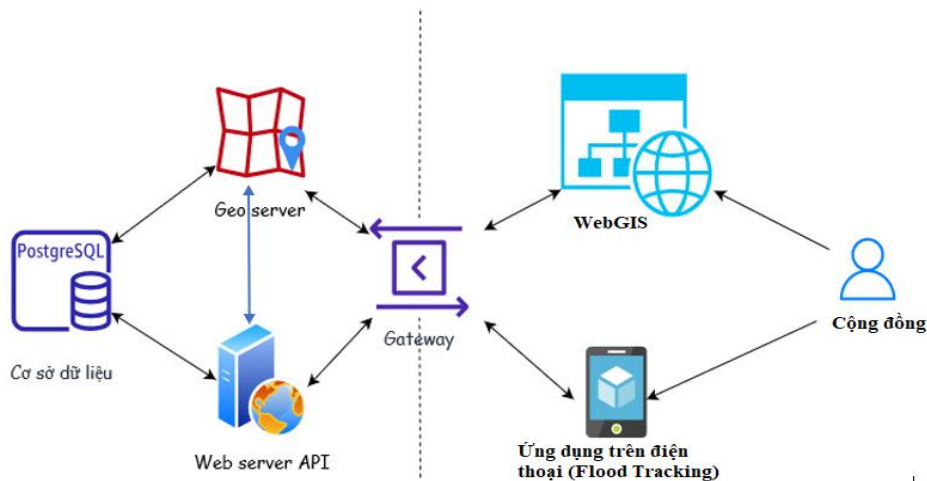 Geo server
WebGIS
PostgreSQL
Cộng đồng
Gateway
Cơ sở dữ liệu
Ứng dụng trên điện
thoại (Flood Tracking)
Web server API